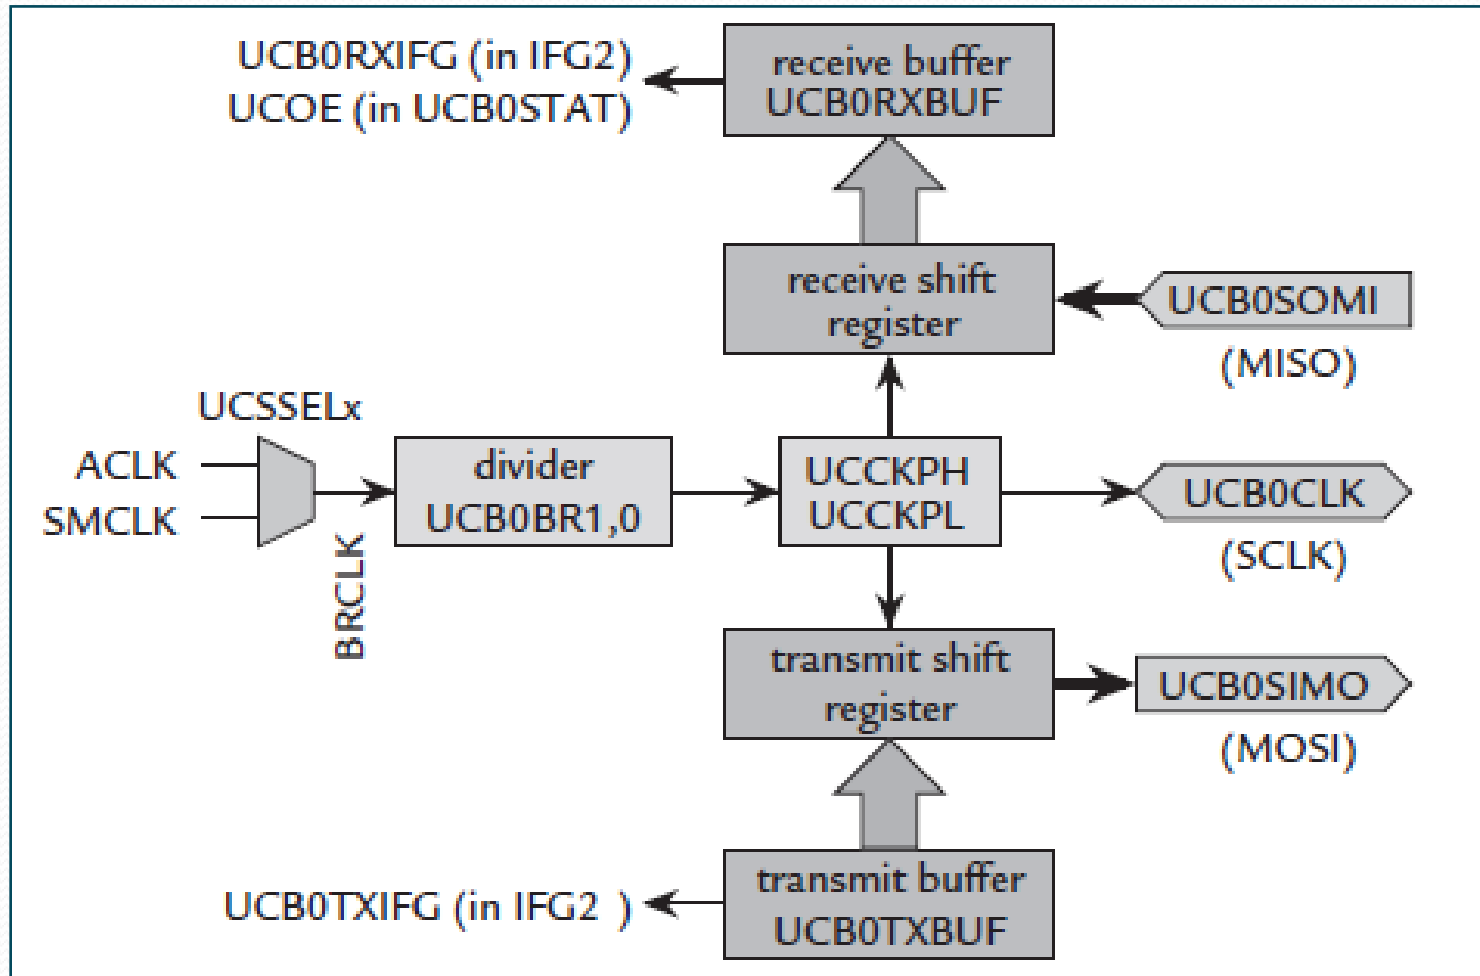 UCB0RXIFG (in IFG2)
UCOE (in UCB0STAT)
receive buffer
UCB0RXBUF
receive shift
register
UCB0SOMI
(MISO)
UCSSELx
ACLK
SMCLK
BRCLK
divider
UCB0BR1,0
UCCKPH
UCCKPL
UCB0CLK
(SCLK)
transmit shift
register
UCB0SIMO
(MOSI)
UCB0TXIFG (in IFG2 )
transmit buffer
UCB0TXBUF